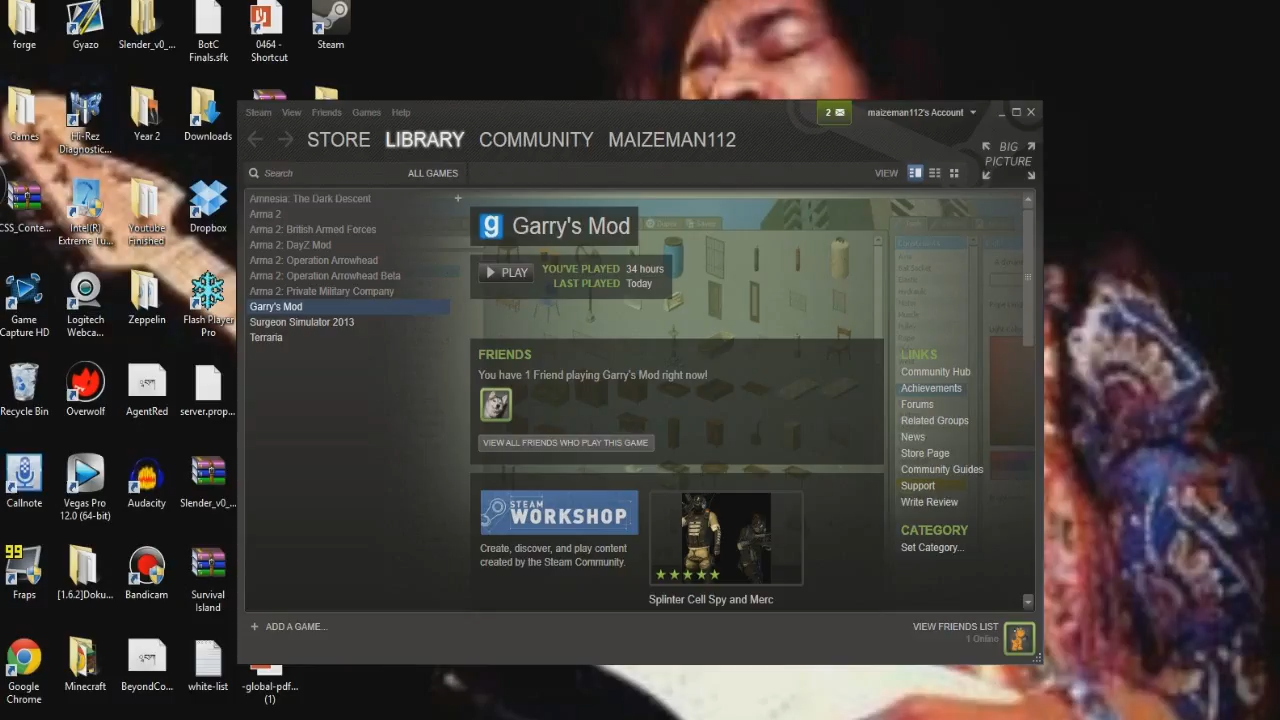 forge
Gyazo
Slender_v0_...
BotC
Finals.sfk
0464 -
Shortcut
Steam
Games
Hi-Rez
Diagnostic...
Year 2
Downloads
CSS_Conte...
Intel(R)
Extreme Tu...
Youtube
Finished
Dropbox
Game
Capture HD
Logitech
Webca...
Zeppelin
Flash Player
Pro
Recycle Bin
Overwolf
AgentRed
server.prop...
Callnote
Vegas Pro
12.0 (64-bit)
Audacity
Slender_v0_...
99
Fraps
[1.6.2]Doku...
Bandicam
Survival
Island
Google
Chrome
Minecraft
BeyondCo...
white-list
-global-pdf...
(1)
Steam View Friends Games Help
2
maizeman112's Account
STORE LIBRARY COMMUNITY MAIZEMAN112
BIG
PICTURE
Search
ALL GAMES
VIEW
Amnesia: The Dark Descent
Arma 2
Arma 2: British Armed Forces
Arma 2: DayZ Mod
Arma 2: Operation Arrowhead
Arma 2: Operation Arrowhead Beta
Arma 2: Private Military Company
Garry's Mod
Surgeon Simulator 2013
Terraria
g Garry's Mod
PLAY
YOU'VE PLAYED 34 hours
LAST PLAYED Today
FRIENDS
You have 1 Friend playing Garry's Mod right now!
VIEW ALL FRIENDS WHO PLAY THIS GAME
STEAM
WORKSHOP
Create, discover, and play content
created by the Steam Community.
Splinter Cell Spy and Merc
LINKS
Community Hub
Achievements
Forums
Related Groups
News
Store Page
Community Guides
Support
Write Review
CATEGORY
Set Category...
+ ADD A GAME...
VIEW FRIENDS LIST
1 Online